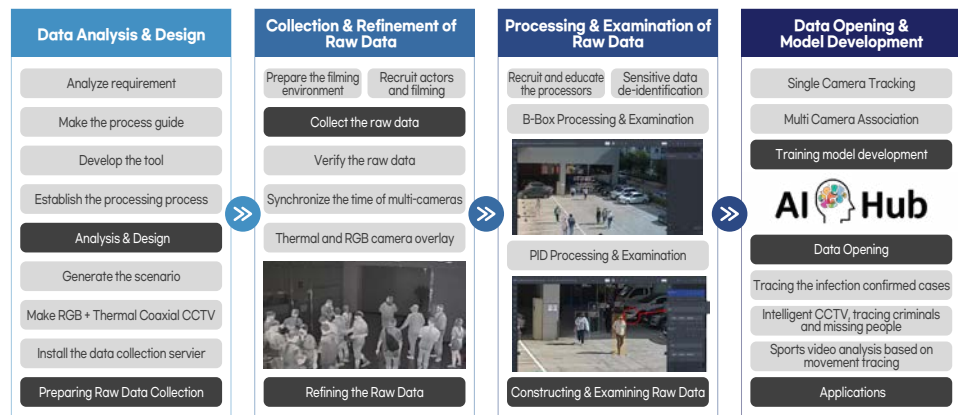 Data Analysis & Design
Analyze requirement
Make the process guide
Develop the tool
Establish the processing process
Analysis & Design
Generate the scenario
Make RGB + Thermal Coaxial CCTV
Install the data collection servier
Preparing Raw Data Collection
Collection & Refinement of
Raw Data
Prepare the filming
environment
Recruit actors
and filming
Collect the raw data
Verify the raw data
Synchronize the time of multi-cameras
Thermal and RGB camera overlay
Refining the Raw Data
Processing & Examination
of Raw Data
Recruit and educate
the processors
Sensitive data
de-identification
B-Box Processing & Examination
PID Processing & Examination
Constructing & Examining Raw Data
Data Opening &
Model Development
Single Camera Tracking
Multi Camera Association
Training model development
AI Hub
Data Opening
Tracing the infection confirmed cases
Intelligent CCTV, tracing criminals
and missing people
Sports video analysis based on
movement tracing
Applications